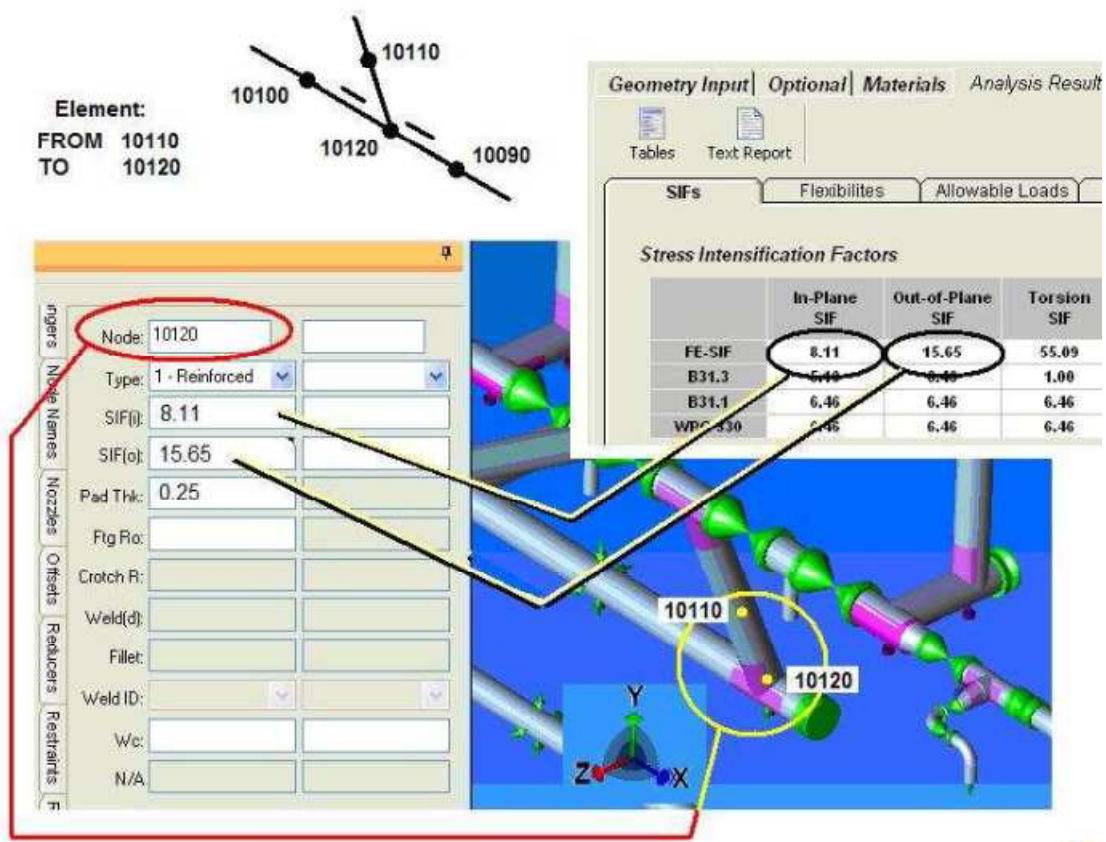 10110
10100
Element:
FROM 10110
TO 10120
10120
10090
Geometry Input Optional Materials Analysis Result
Tables Text Report
SIFs Flexibilites Allowable Loads
Stress Intensification Factors
In-Plane SIF Out-of-Plane SIF Torsion SIF
FE-SIF 8.11 15.65 55.09
B31.3 1.00
B31.1 6.46 6.46 6.46
6.46 6.46
Node: 10120
Type: 1 - Reinforced
SIF(i): 8.11
SIF(o): 15.65
Pad Thk: 0.25
Ftg Ro:
Crotch R:
Weld(d):
Fillet:
Weld ID:
Wc:
N/A
Node Names
Nozzles
Offsets
Reducers
Restraints
10110
10120
Y
Z
X